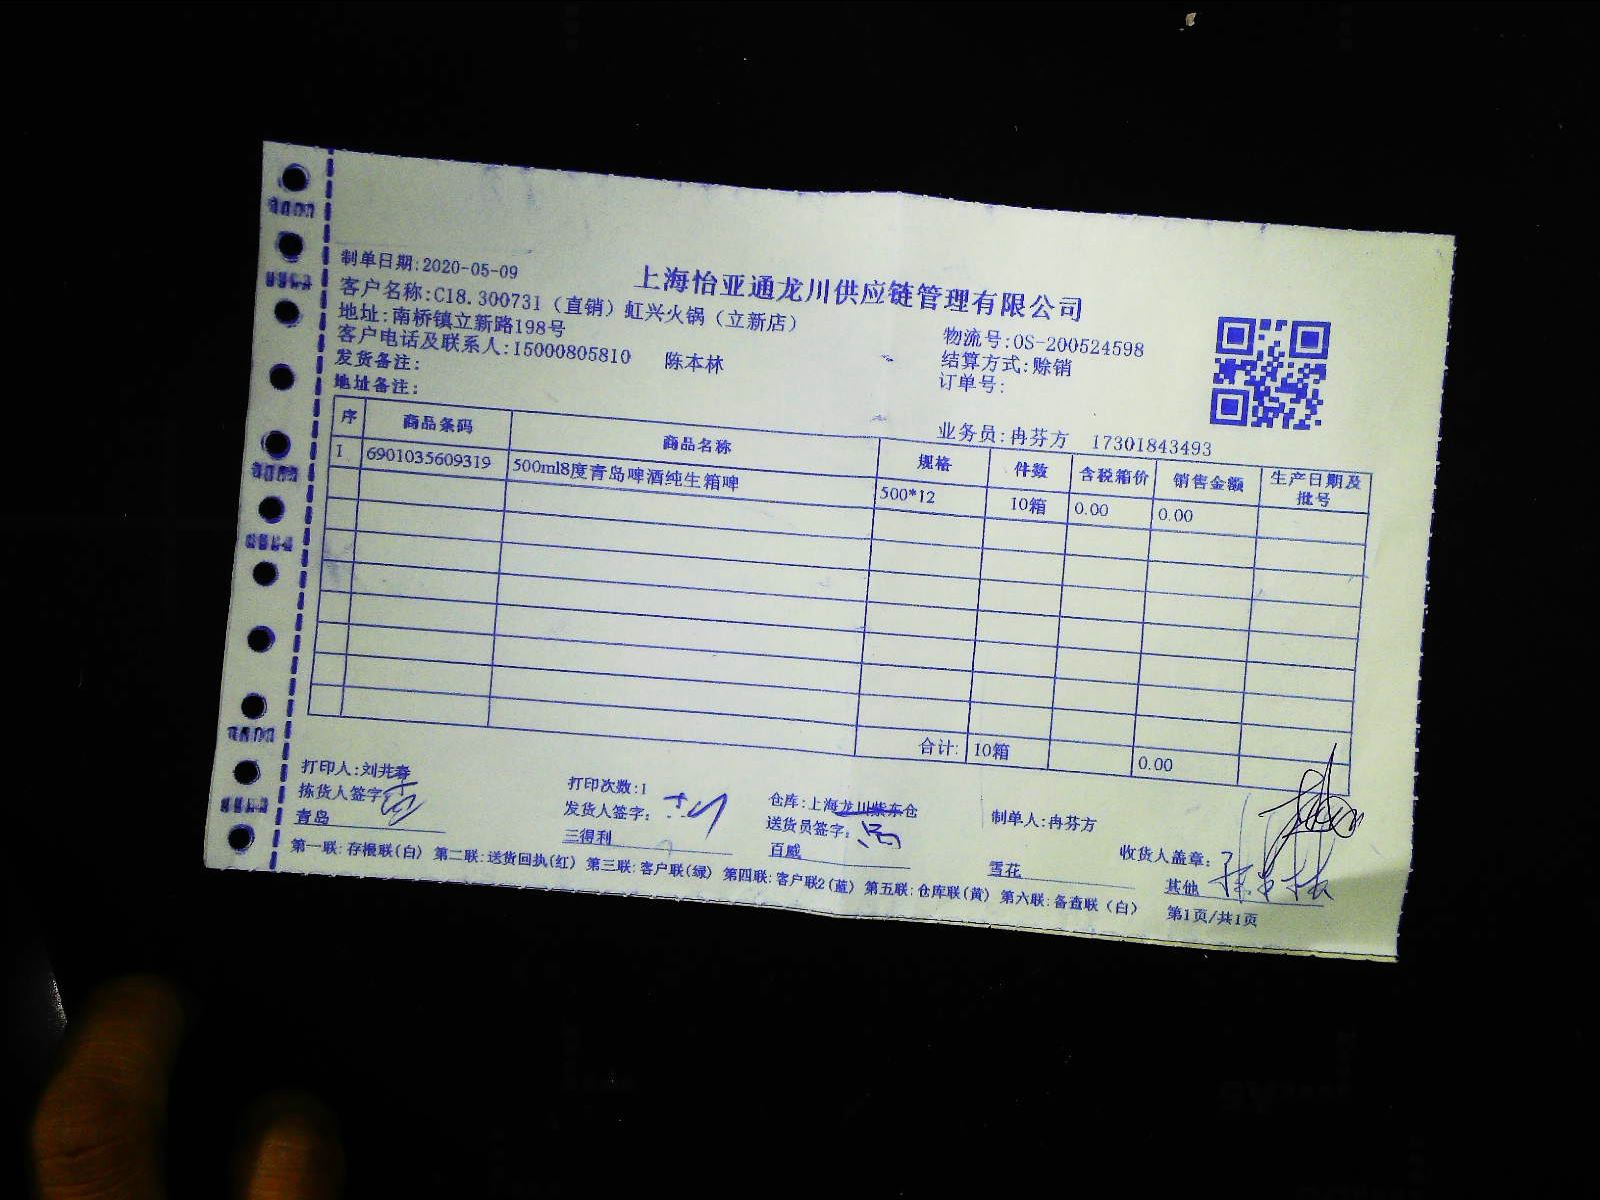 上海怡亚通龙川供应链管理有限公司
制单日期:2020-05-09
客户名称:C18.300731（直销）虹兴火锅（立新店）
地址:南桥镇立新路198号 物流号:OS-200524598
客户电话及联系人:15000805810 陈本林 结算方式:赊销
发货备注: 订单号:
地址备注: 业务员:冉芬方 17301843493
序 商品条码 商品名称 规格 件数 含税箱价 销售金额 生产日期及批号
1 6901035609319 500ml8度青岛啤酒纯生箱啤 500*12 10箱 0.00 0.00
合计: 10箱 0.00
打印人:刘井春 打印次数:1 仓库:上海龙川紫东仓 制单人:冉芬方
拣货人签字: 发货人签字: 送货员签字: 收货人盖章:
青岛 三得利 百威 雪花 其他
第一联:存根联(白) 第二联:送货回执(红) 第三联:客户联(绿) 第四联:客户联2(蓝) 第五联:仓库联(黄) 第六联:备查联（白） 第1页/共1页